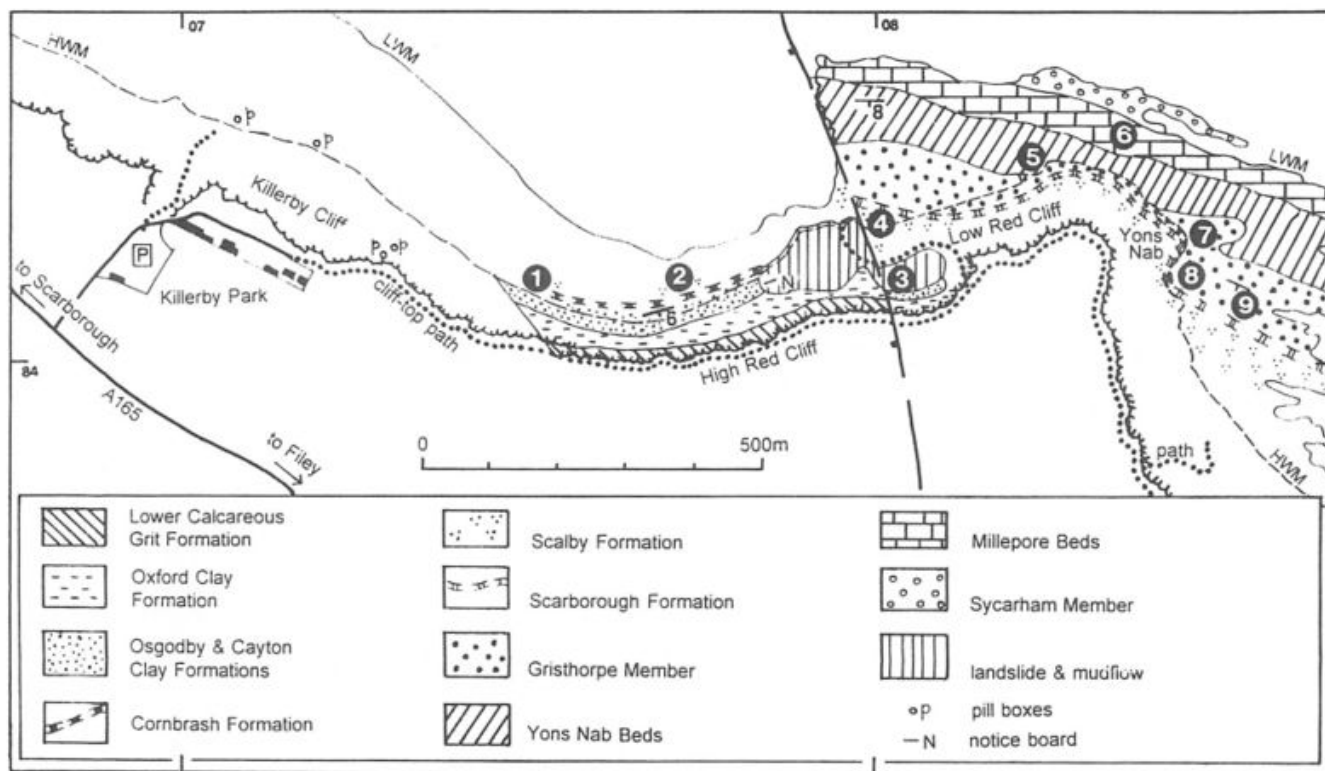 07
08
HWM
LWM
p
p
Killerby Cliff
p p
P
Killerby Park
cliff-top path
to Scarborough
84
A165
to Filey
1
2
N
6
High Red Cliff
3
4
Low Red Cliff
8
5
6
LWM
Yons
Nab
7
8
9
path
HWM
0
500m
Lower Calcareous
Grit Formation
Oxford Clay
Formation
Osgodby & Cayton
Clay Formations
Cornbrash Formation
Scalby Formation
Scarborough Formation
Gristhorpe Member
Yons Nab Beds
Millepore Beds
Sycarham Member
landslide & mudflow
p pill boxes
N notice board